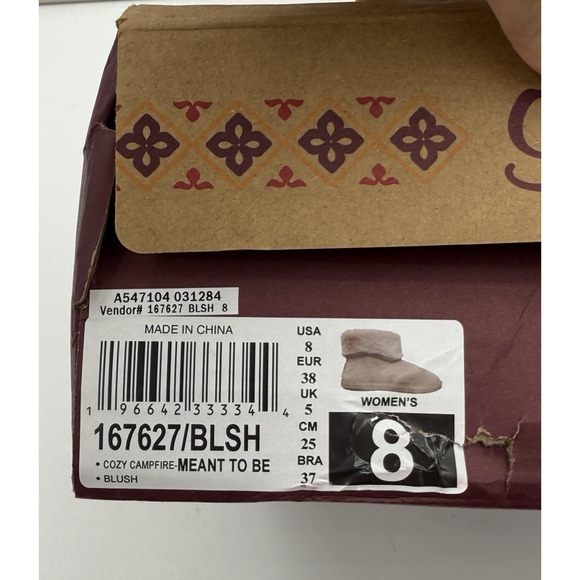 A547104 031284
Vendor# 167627 BLSH 8
MADE IN CHINA
1 96642 33334 4
167627/BLSH
• COZY CAMPFIRE-MEANT TO BE
• BLUSH
USA
8
EUR
38
UK
5
CM
25
BRA
37
WOMEN'S
8